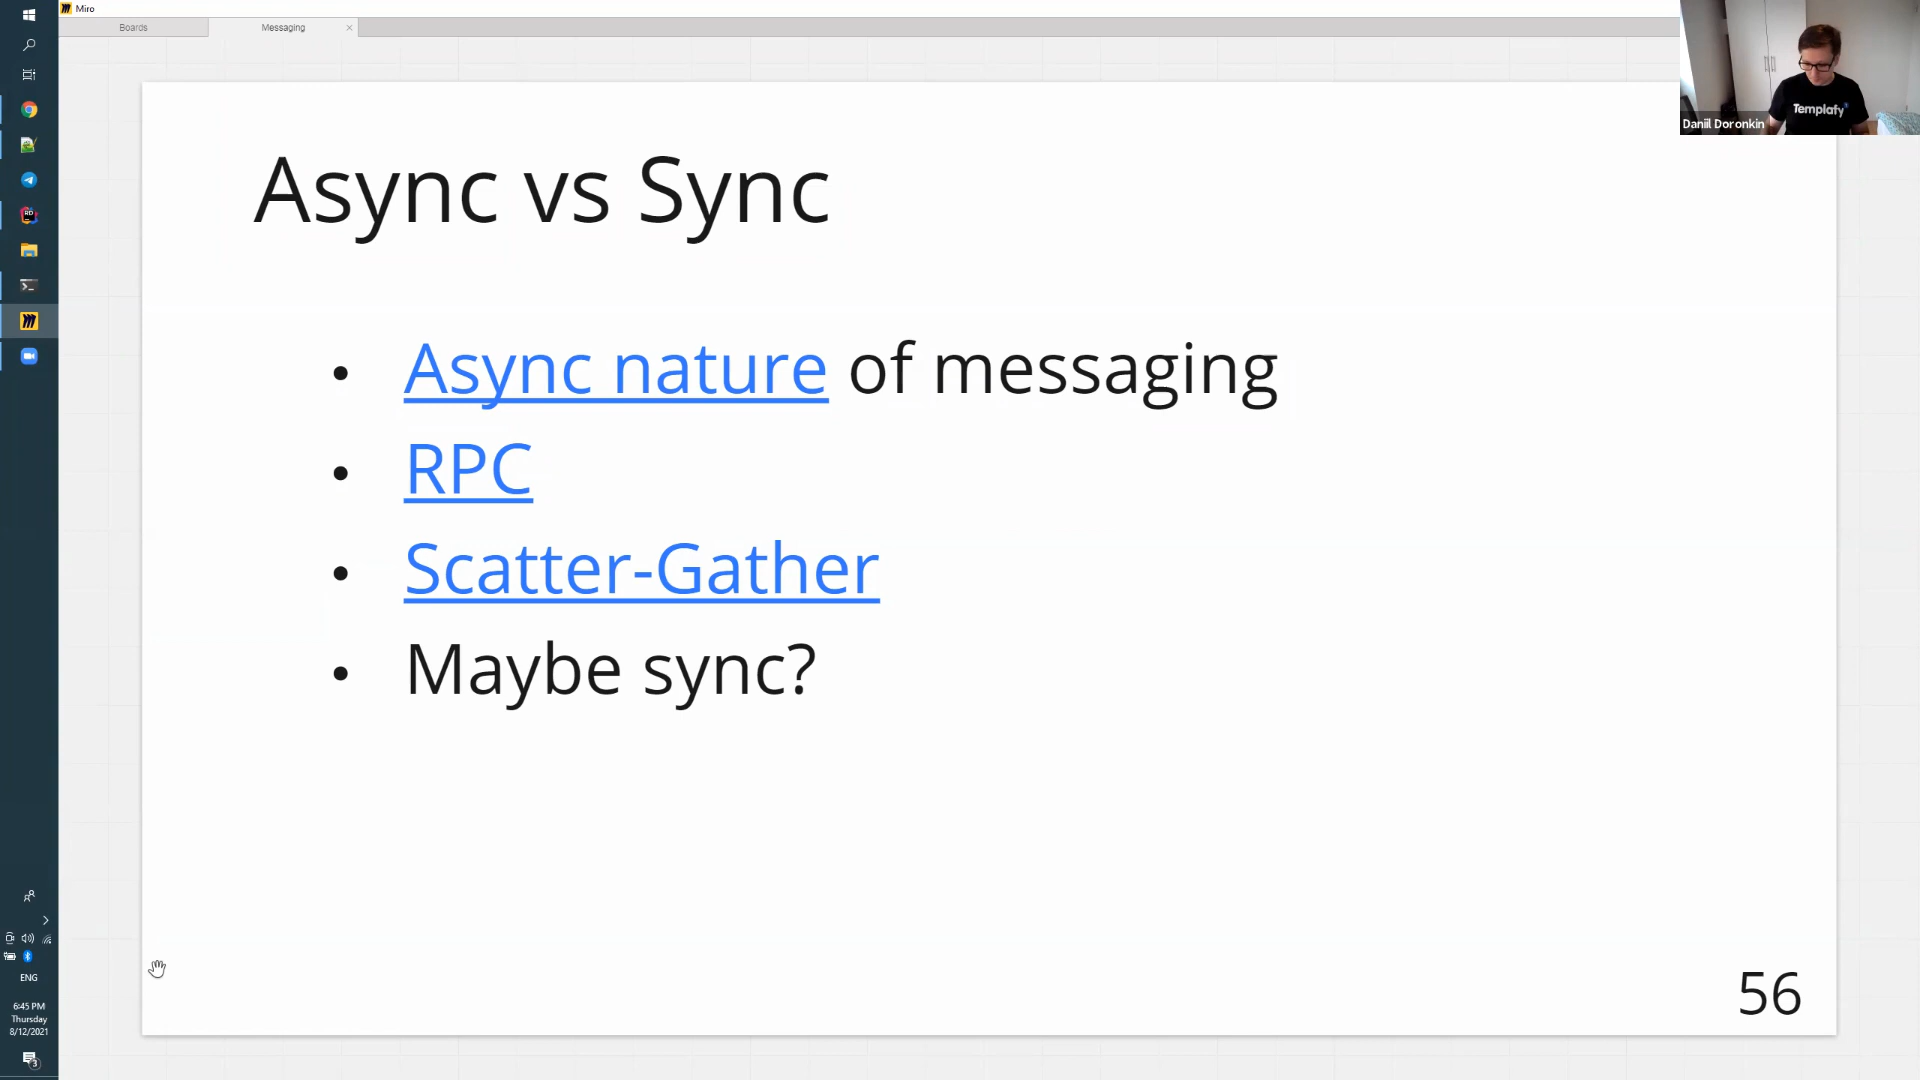 Miro
Boards
Messaging
Templafy
Daniil Doronkin
Async vs Sync
• Async nature of messaging
• RPC
• Scatter-Gather
• Maybe sync?
56
ENG
6:45 PM
Thursday
8/12/2021
3